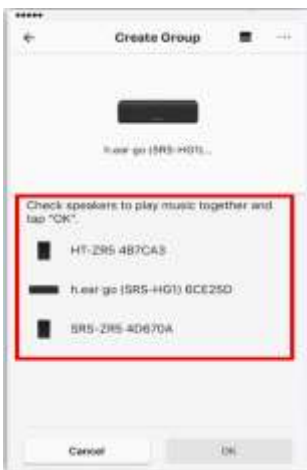 Create Group
h.ear go (SRS-HG1)...
Check speakers to play music together and
tap "OK".
HT-ZR5 4B7CA3
h.ear go (SRS-HG1) 6CE25D
SRS-ZR5 4D670A
Cancel
OK